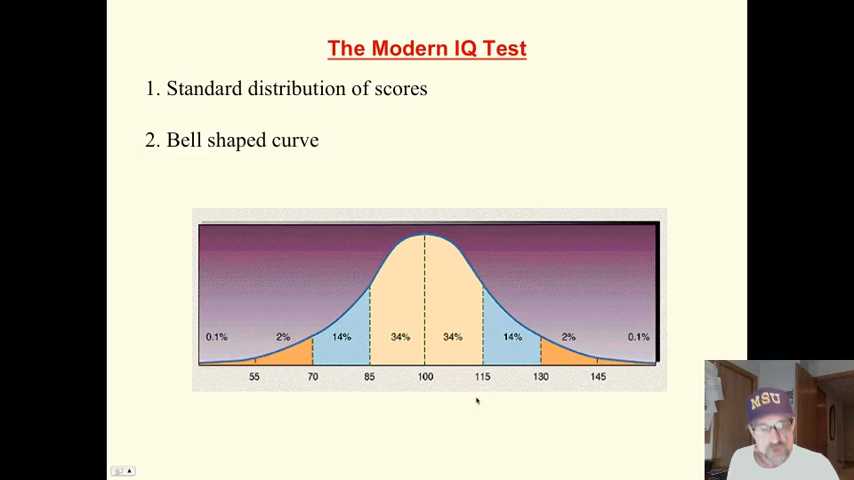 The Modern IQ Test
1. Standard distribution of scores
2. Bell shaped curve
0.1% 2% 14% 34% 34% 14% 2% 0.1%
55 70 85 100 115 130 145
MSU